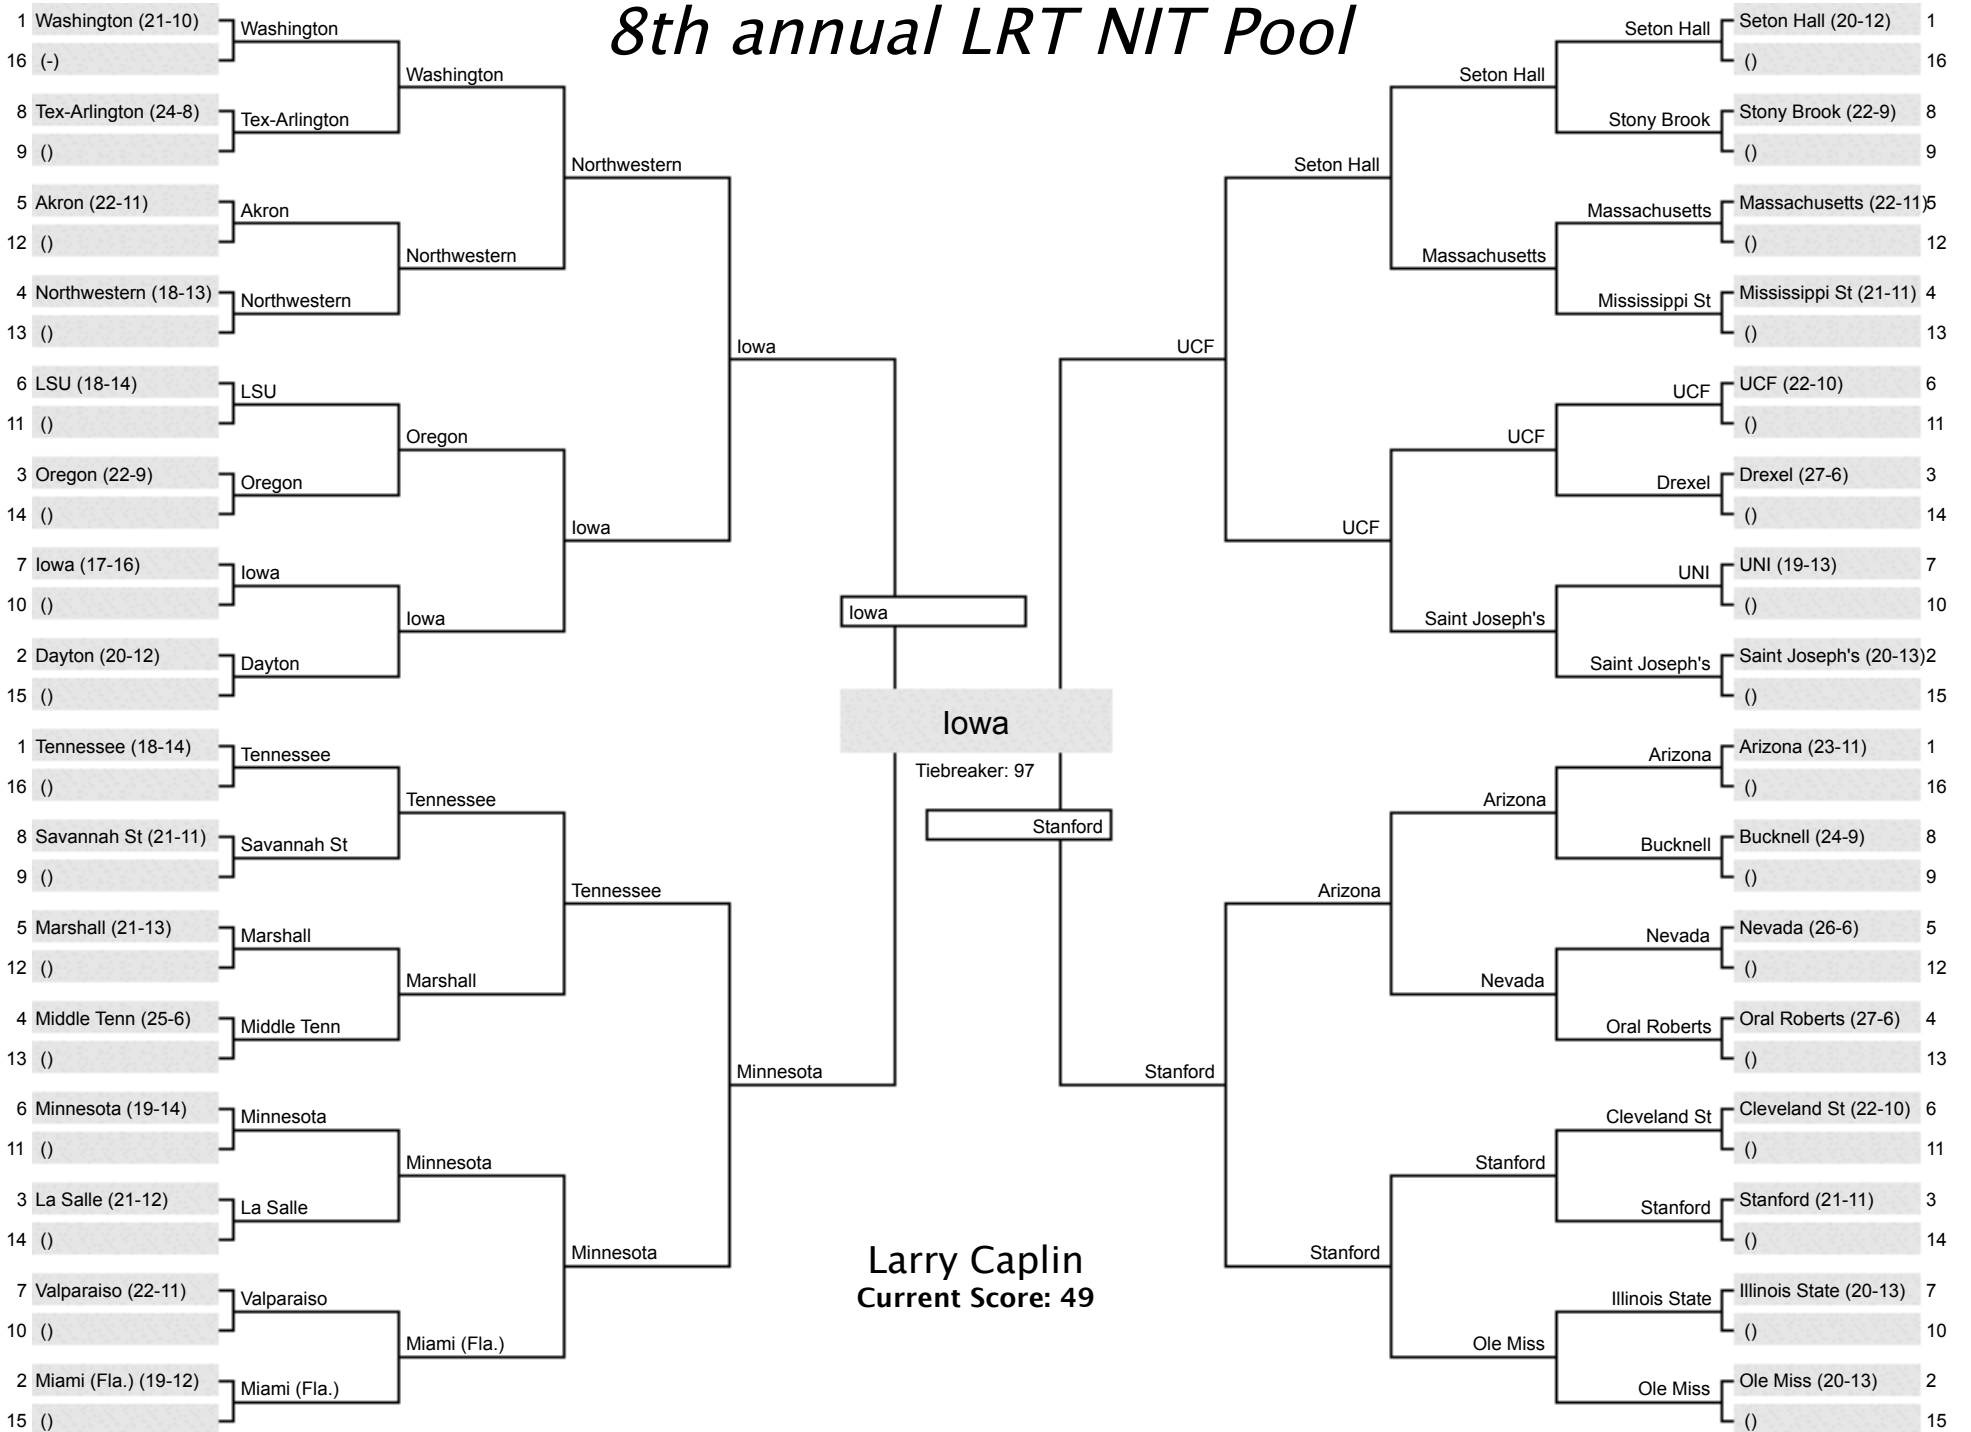 8th annual LRT NIT Pool
1 Washington (21-10)
16 (-)
8 Tex-Arlington (24-8)
9 ()
5 Akron (22-11)
12 ()
4 Northwestern (18-13)
13 ()
6 LSU (18-14)
11 ()
3 Oregon (22-9)
14 ()
7 Iowa (17-16)
10 ()
2 Dayton (20-12)
15 ()
1 Tennessee (18-14)
16 ()
8 Savannah St (21-11)
9 ()
5 Marshall (21-13)
12 ()
4 Middle Tenn (25-6)
13 ()
6 Minnesota (19-14)
11 ()
3 La Salle (21-12)
14 ()
7 Valparaiso (22-11)
10 ()
2 Miami (Fla.) (19-12)
15 ()
Washington
Tex-Arlington
Akron
Northwestern
LSU
Oregon
Iowa
Dayton
Tennessee
Savannah St
Marshall
Middle Tenn
Minnesota
La Salle
Valparaiso
Miami (Fla.)
Washington
Northwestern
Oregon
Iowa
Tennessee
Marshall
Minnesota
Miami (Fla.)
Northwestern
Iowa
Tennessee
Minnesota
Iowa
Minnesota
Iowa
Iowa
Tiebreaker: 97
Stanford
Larry Caplin
Current Score: 49
UCF
Stanford
Seton Hall
UCF
Arizona
Stanford
Seton Hall
Massachusetts
UCF
Saint Joseph's
Arizona
Nevada
Stanford
Ole Miss
Seton Hall
Stony Brook
Massachusetts
Mississippi St
UCF
Drexel
UNI
Saint Joseph's
Arizona
Bucknell
Nevada
Oral Roberts
Cleveland St
Stanford
Illinois State
Ole Miss
Seton Hall (20-12) 1
() 16
Stony Brook (22-9) 8
() 9
Massachusetts (22-11) 5
() 12
Mississippi St (21-11) 4
() 13
UCF (22-10) 6
() 11
Drexel (27-6) 3
() 14
UNI (19-13) 7
() 10
Saint Joseph's (20-13) 2
() 15
Arizona (23-11) 1
() 16
Bucknell (24-9) 8
() 9
Nevada (26-6) 5
() 12
Oral Roberts (27-6) 4
() 13
Cleveland St (22-10) 6
() 11
Stanford (21-11) 3
() 14
Illinois State (20-13) 7
() 10
Ole Miss (20-13) 2
() 15